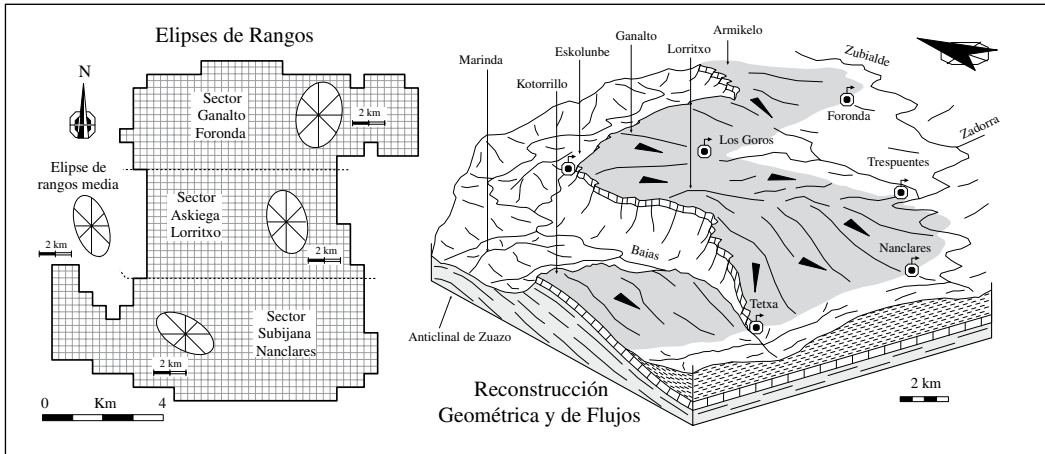 Elipses de Rangos
N
Sector
Ganalto
Foronda
2 km
Elipse de
rangos media
2 km
Sector
Askiega
Lorritxo
2 km
Sector
Subijana
Nanclares
2 km
0 Km 4
Armikelo
Ganalto
Lorritxo
Eskolunbe
Marinda
Kotorrillo
Zubialde
Foronda
Zadorra
Los Goros
Trespuentes
Nanclares
Baias
Tetxa
Anticlinal de Zuazo
Reconstrucción
Geométrica y de Flujos
2 km